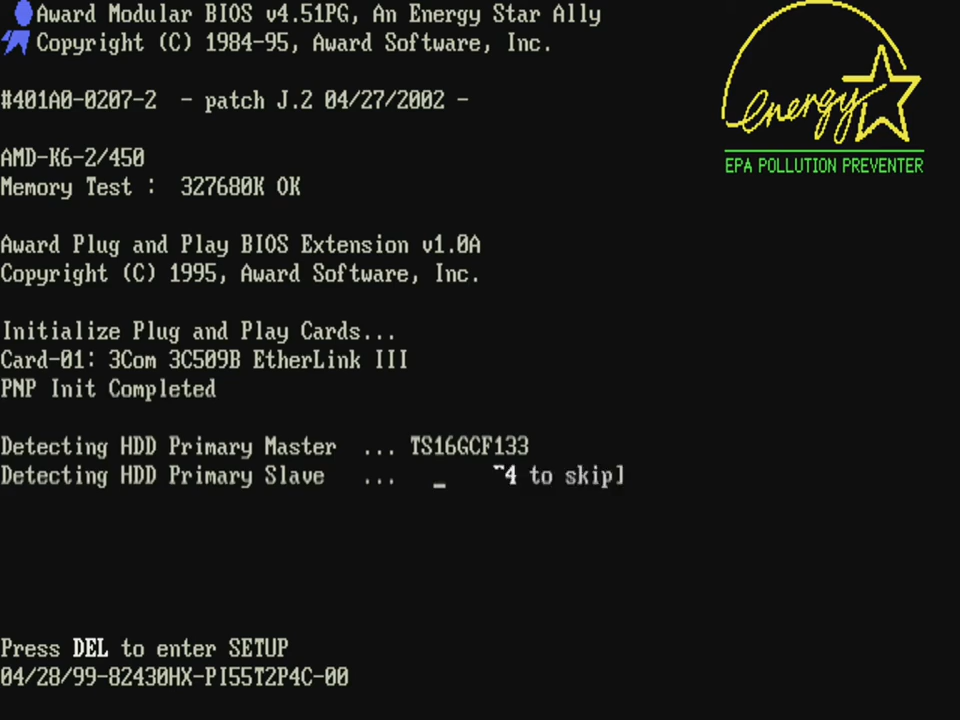 Award Modular BIOS v4.51PG, An Energy Star Ally
Copyright (C) 1984-95, Award Software, Inc.
energy
EPA POLLUTION PREVENTER
#401A0-0207-2 - patch J.2 04/27/2002 -
AMD-K6-2/450
Memory Test : 327680K OK
Award Plug and Play BIOS Extension v1.0A
Copyright (C) 1995, Award Software, Inc.
Initialize Plug and Play Cards...
Card-01: 3Com 3C509B EtherLink III
PNP Init Completed
Detecting HDD Primary Master ... TS16GCF133
Detecting HDD Primary Slave ... _ 4 to skip]
Press DEL to enter SETUP
04/28/99-82430HX-PI55T2P4C-00